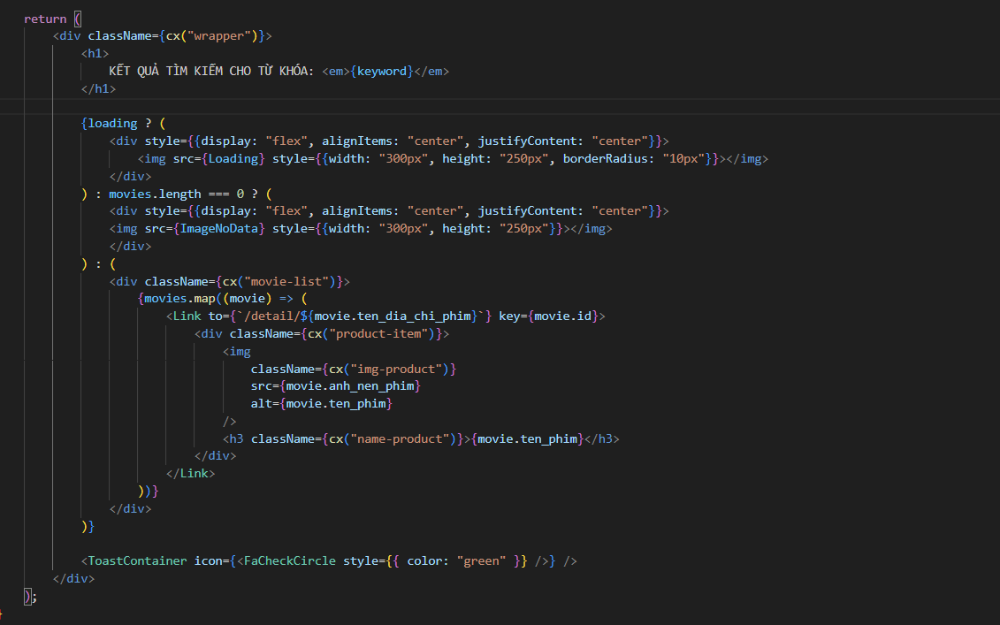 return (
<div className={cx("wrapper")}>
<h1>
KẾT QUẢ TÌM KIẾM CHO TỪ KHÓA: <em>{keyword}</em>
</h1>
{loading ? (
<div style={{display: "flex", alignItems: "center", justifyContent: "center"}}>
<img src={Loading} style={{width: "300px", height: "250px", borderRadius: "10px"}}></img>
</div>
) : movies.length === 0 ? (
<div style={{display: "flex", alignItems: "center", justifyContent: "center"}}>
<img src={ImageNoData} style={{width: "300px", height: "250px"}}></img>
</div>
) : (
<div className={cx("movie-list")}>
{movies.map((movie) => (
<Link to={`/detail/${movie.ten_dia_chi_phim}`} key={movie.id}>
<div className={cx("product-item")}>
<img
className={cx("img-product")}
src={movie.anh_nen_phim}
alt={movie.ten_phim}
/>
<h3 className={cx("name-product")}>{movie.ten_phim}</h3>
</div>
</Link>
))}
</div>
)}
<ToastContainer icon={<FaCheckCircle style={{ color: "green" }} />} />
</div>
);
}